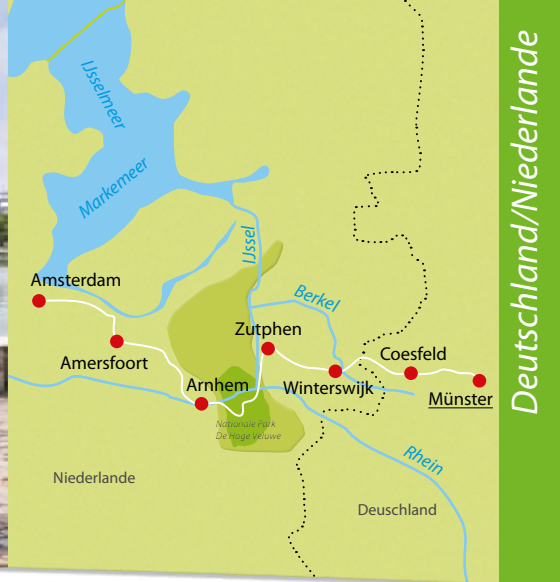 Deutschland/Niederlande
IJsselmeer
Markemeer
IJssel
Amsterdam
Berkel
Zutphen
Amersfoort
Coesfeld
Arnhem
Winterswijk
Münster
Nationale Park
De Hoge Veluwe
Rhein
Niederlande
Deuschland